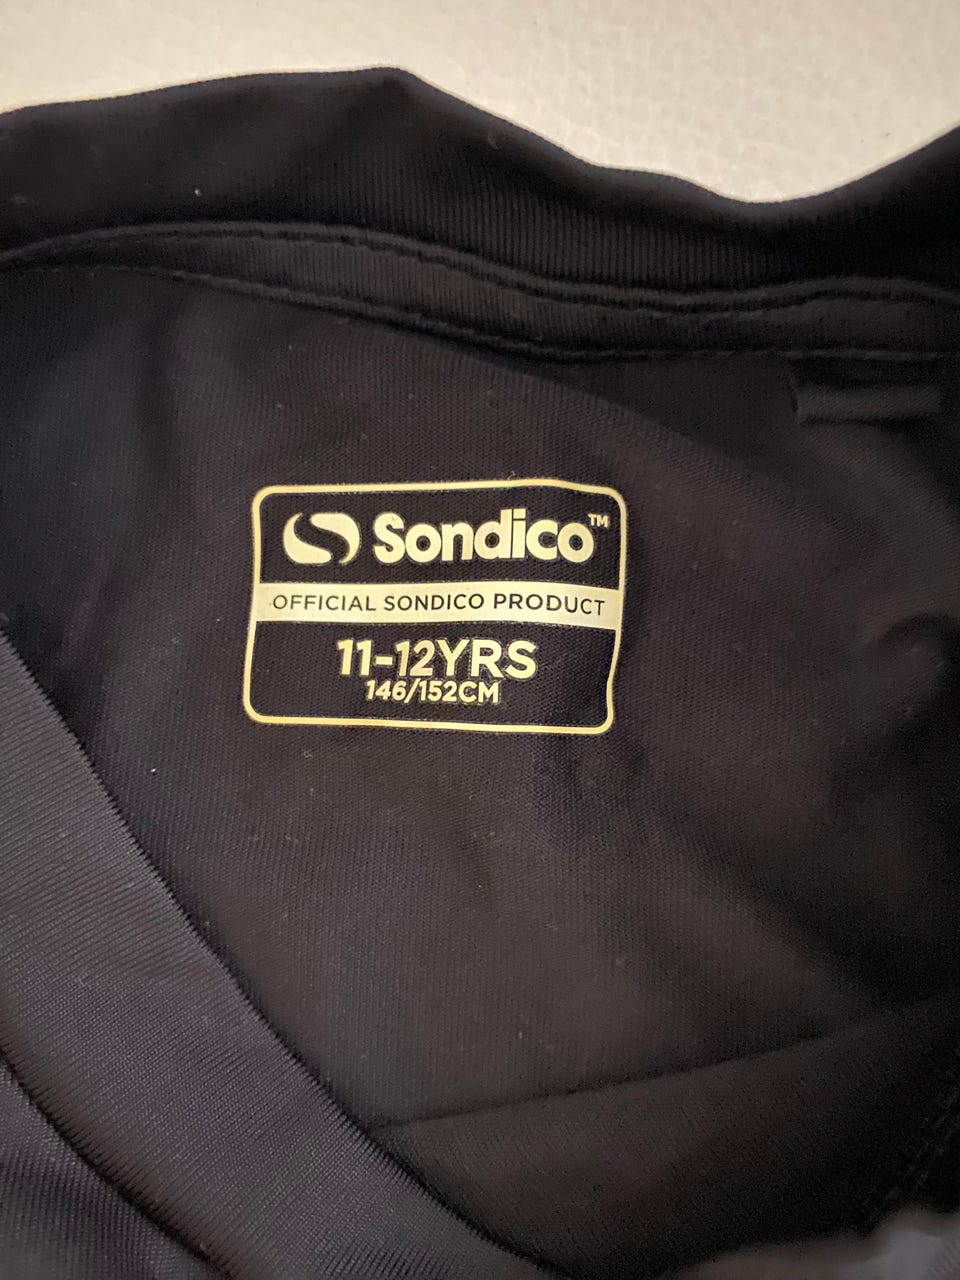 Sondico™
OFFICIAL SONDICO PRODUCT
11-12YRS
146/152CM